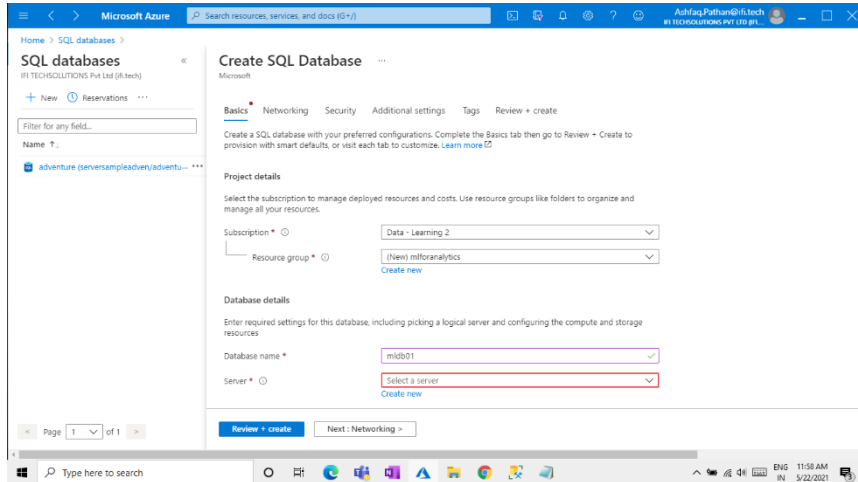 Microsoft Azure
Search resources, services, and docs (G+/)
Ashfaq.Pathan@ifi.tech
IFI TECHSOLUTIONS PVT LTD (IFI....
Home > SQL databases >
SQL databases
«
IFI TECHSOLUTIONS Pvt Ltd (ifi.tech)
+ New
Reservations
...
Filter for any field...
Name ↑↓
adventure (serversampleadven/adventu—
...
< Page 1 of 1 >
Create SQL Database
...
Microsoft
Basics Networking Security Additional settings Tags Review + create
Create a SQL database with your preferred configurations. Complete the Basics tab then go to Review + Create to
provision with smart defaults, or visit each tab to customize. Learn more
Project details
Select the subscription to manage deployed resources and costs. Use resource groups like folders to organize and
manage all your resources.
Subscription *
Data - Learning 2
Resource group *
(New) mlforanalytics
Create new
Database details
Enter required settings for this database, including picking a logical server and configuring the compute and storage
resources
Database name *
mldb01
Server *
Select a server
Create new
Review + create
Next : Networking >
Type here to search
ENG
IN
11:58 AM
5/22/2021